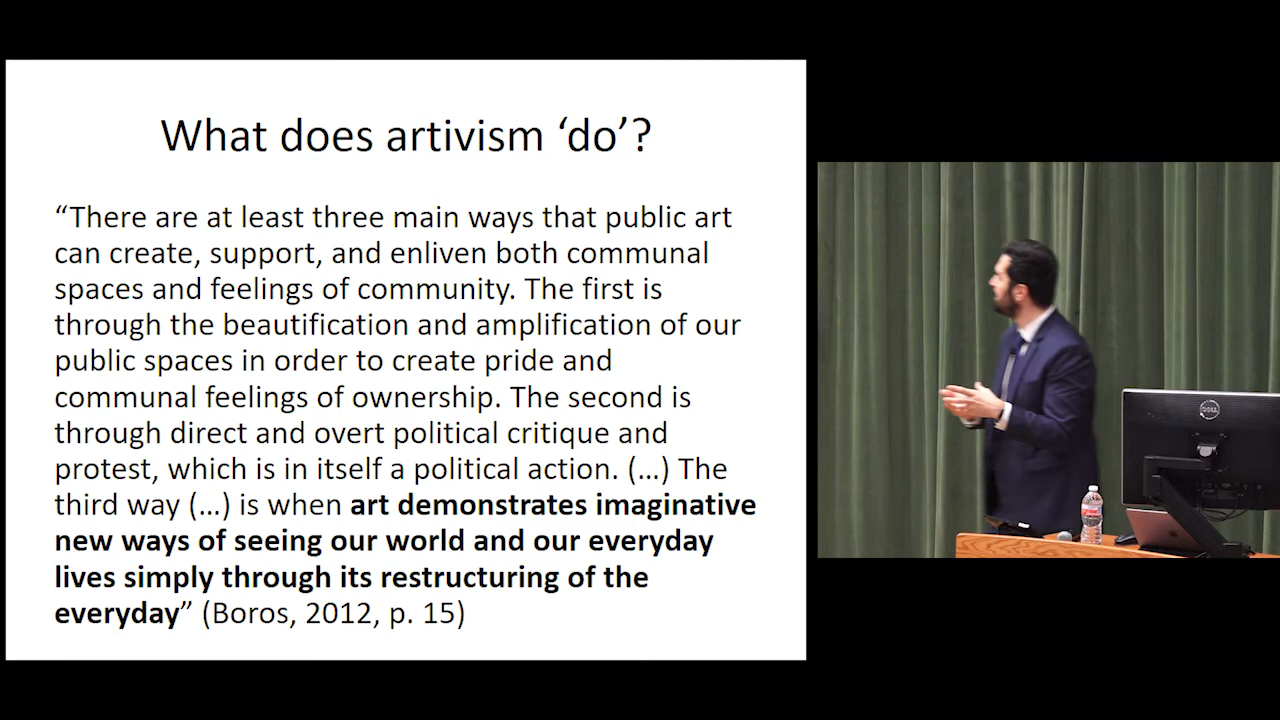 What does artivism ‘do’?
“There are at least three main ways that public art
can create, support, and enliven both communal
spaces and feelings of community. The first is
through the beautification and amplification of our
public spaces in order to create pride and
communal feelings of ownership. The second is
through direct and overt political critique and
protest, which is in itself a political action. (…) The
third way (…) is when art demonstrates imaginative
new ways of seeing our world and our everyday
lives simply through its restructuring of the
everyday” (Boros, 2012, p. 15)